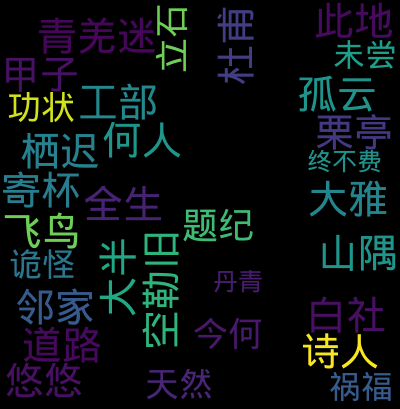 青羌迷
立石
杜甫
此地
未尝
甲子
功状
工部
孤云
栗亭
栖迟
何人
终不费
寄杯
全生
大雅
飞鸟
题纪
诡怪
太半
空勒旧
山隅
丹青
邻家
白社
道路
今何
诗人
悠悠
天然
祸福